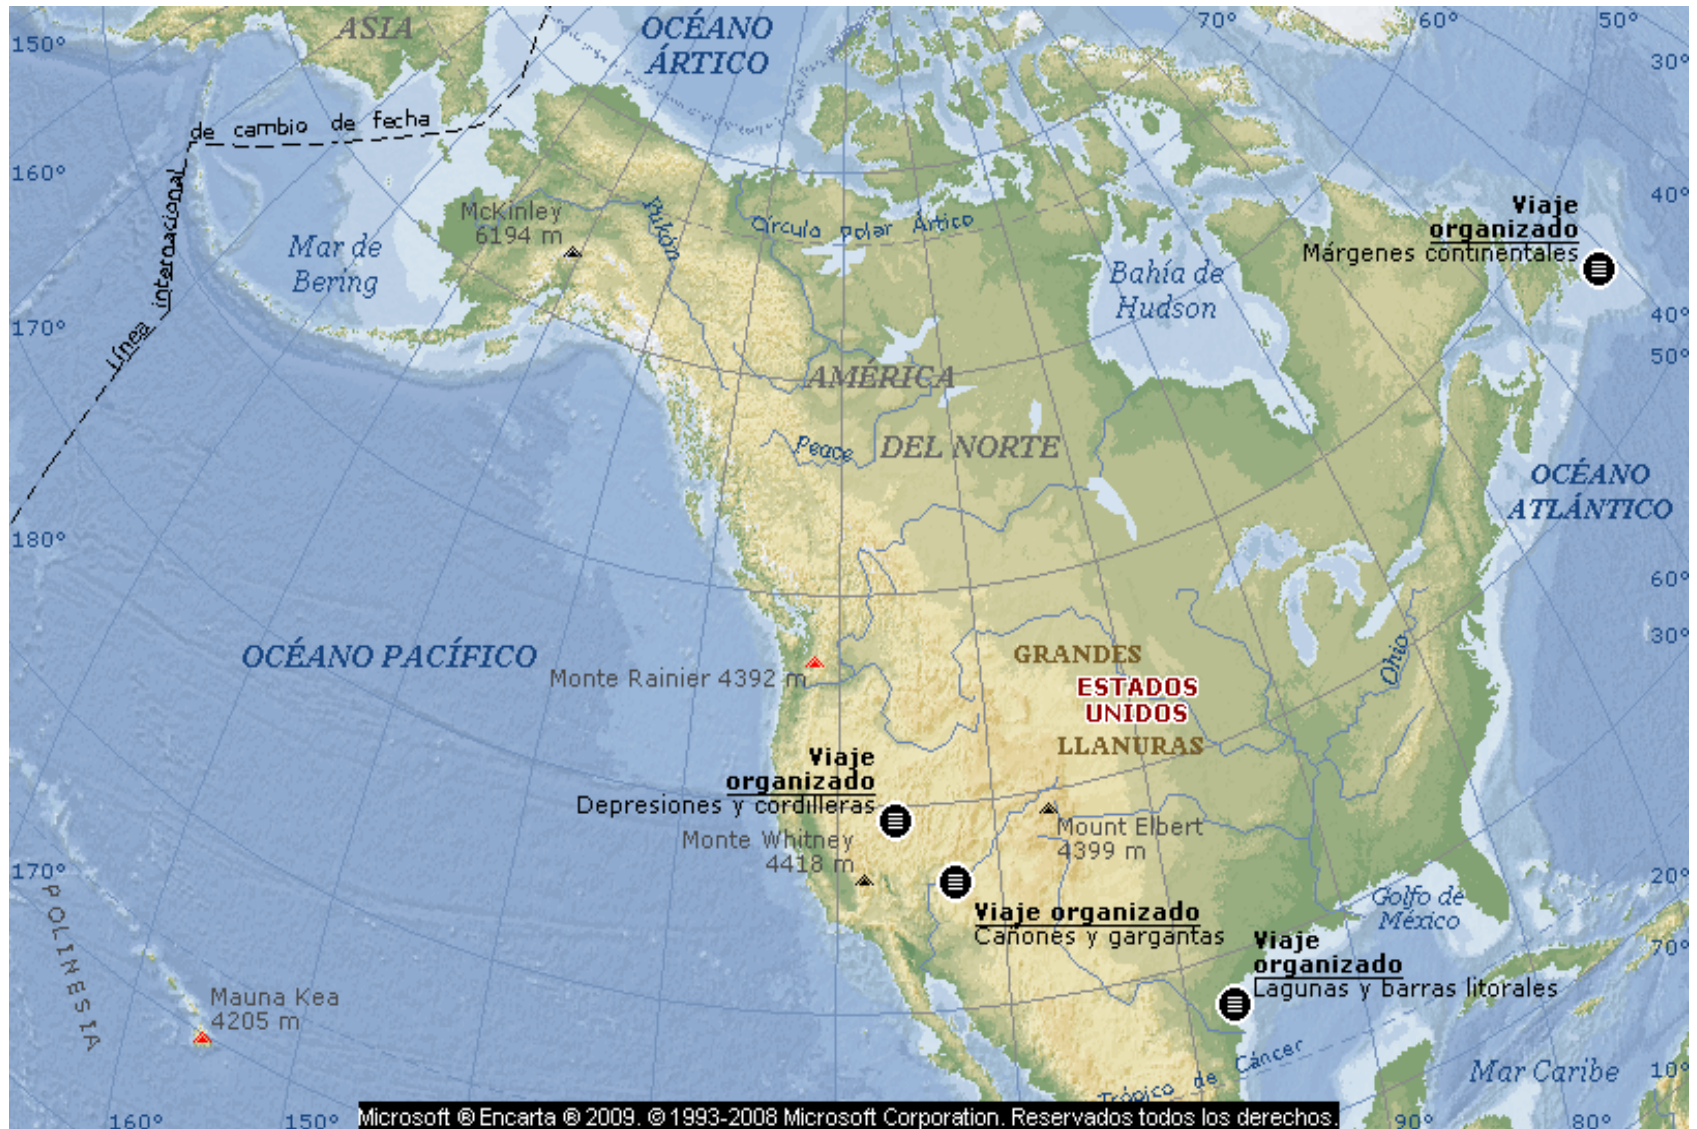 ASIA
OCÉANO
ÁRTICO
70°
60°
50°
150°
30°
de cambio de fecha
160°
40°
McKinley
6194 m
Yukón
Círculo polar Ártico
Viaje
organizado
Márgenes continentales
Mar de
Bering
Bahía de
Hudson
Línea internacional
170°
40°
50°
AMÉRICA
DEL NORTE
Peace
OCÉANO
ATLÁNTICO
180°
60°
30°
OCÉANO PACÍFICO
Monte Rainier 4392 m
GRANDES
ESTADOS
UNIDOS
LLANURAS
Ohio
Viaje
organizado
Depresiones y cordilleras
Monte Whitney
4418 m
Mount Elbert
4399 m
170°
20°
POLINESIA
Golfo de
México
Viaje organizado
Cañones y gargantas
Viaje
organizado
Lagunas y barras litorales
70°
Mauna Kea
4205 m
Trópico de Cáncer
Mar Caribe
10°
160°
150°
Microsoft ® Encarta ® 2009. © 1993-2008 Microsoft Corporation. Reservados todos los derechos.
90°
80°